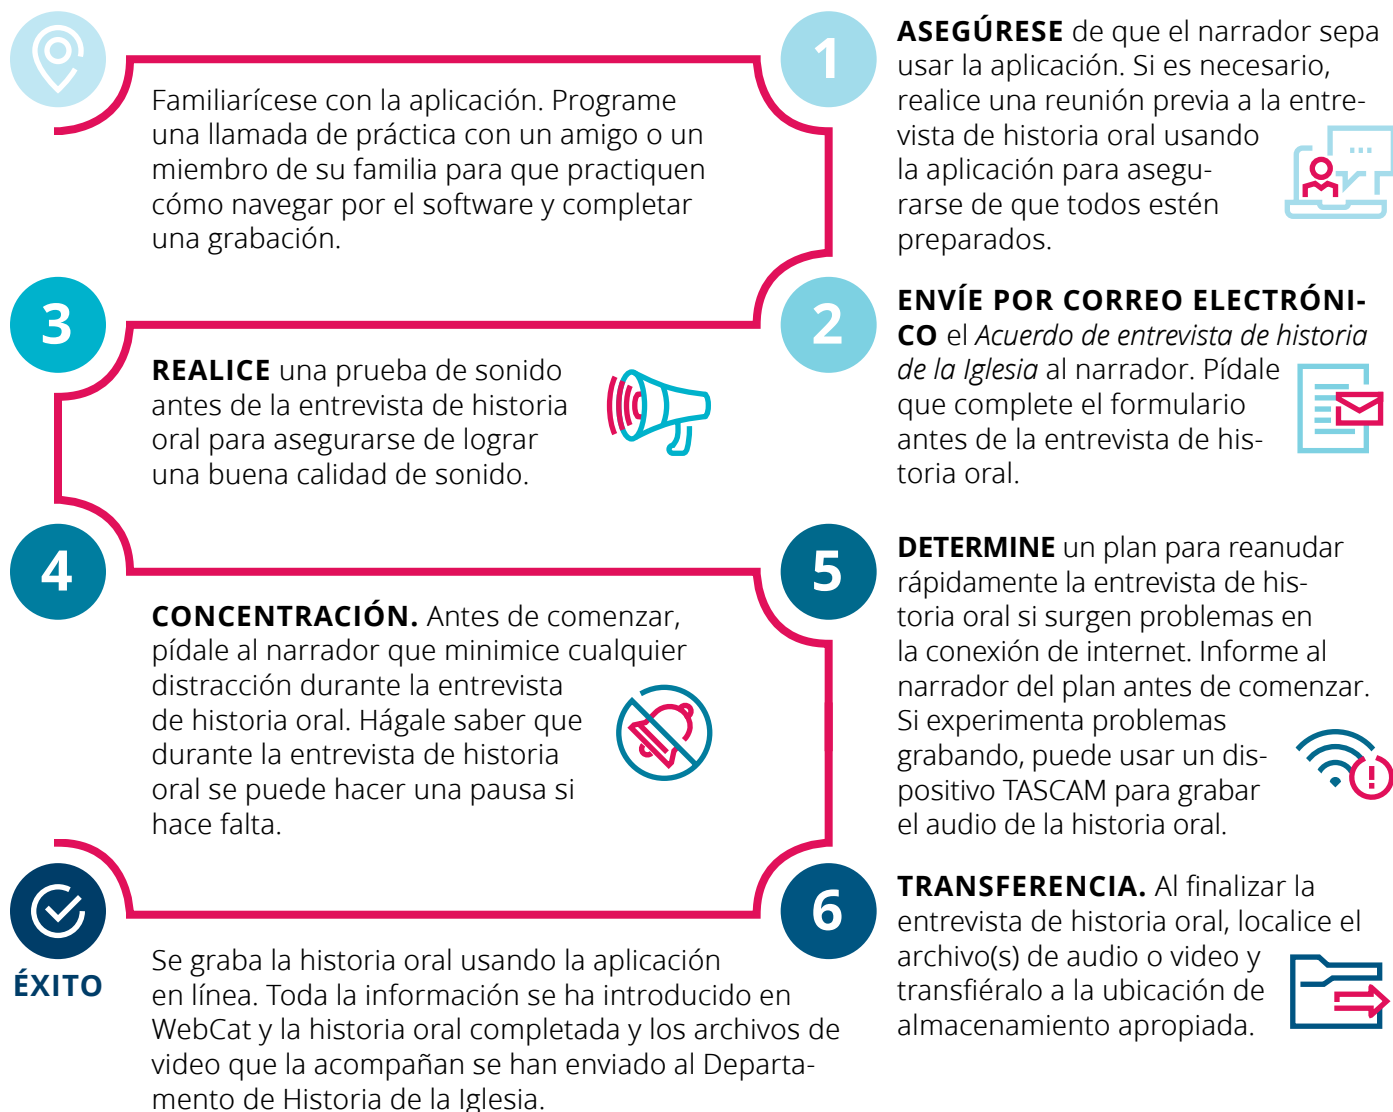 Familiarícese con la aplicación. Programe
una llamada de práctica con un amigo o un
miembro de su familia para que practiquen
cómo navegar por el software y completar
una grabación.
1
ASEGÚRESE de que el narrador sepa
usar la aplicación. Si es necesario,
realice una reunión previa a la entre-
vista de historia oral usando
la aplicación para asegu-
rarse de que todos estén
preparados.
2
ENVÍE POR CORREO ELECTRÓNI-
CO el Acuerdo de entrevista de historia
de la Iglesia al narrador. Pídale
que complete el formulario
antes de la entrevista de his-
toria oral.
3
REALICE una prueba de sonido
antes de la entrevista de historia
oral para asegurarse de lograr
una buena calidad de sonido.
4
CONCENTRACIÓN. Antes de comenzar,
pídale al narrador que minimice cualquier
distracción durante la entrevista
de historia oral. Hágale saber que
durante la entrevista de historia
oral se puede hacer una pausa si
hace falta.
5
DETERMINE un plan para reanudar
rápidamente la entrevista de his-
toria oral si surgen problemas en
la conexión de internet. Informe al
narrador del plan antes de comenzar.
Si experimenta problemas
grabando, puede usar un dis-
positivo TASCAM para grabar
el audio de la historia oral.
6
TRANSFERENCIA. Al finalizar la
entrevista de historia oral, localice el
archivo(s) de audio o video y
transfiéralo a la ubicación de
almacenamiento apropiada.
ÉXITO
Se graba la historia oral usando la aplicación
en línea. Toda la información se ha introducido en
WebCat y la historia oral completada y los archivos de
video que la acompañan se han enviado al Departa-
mento de Historia de la Iglesia.